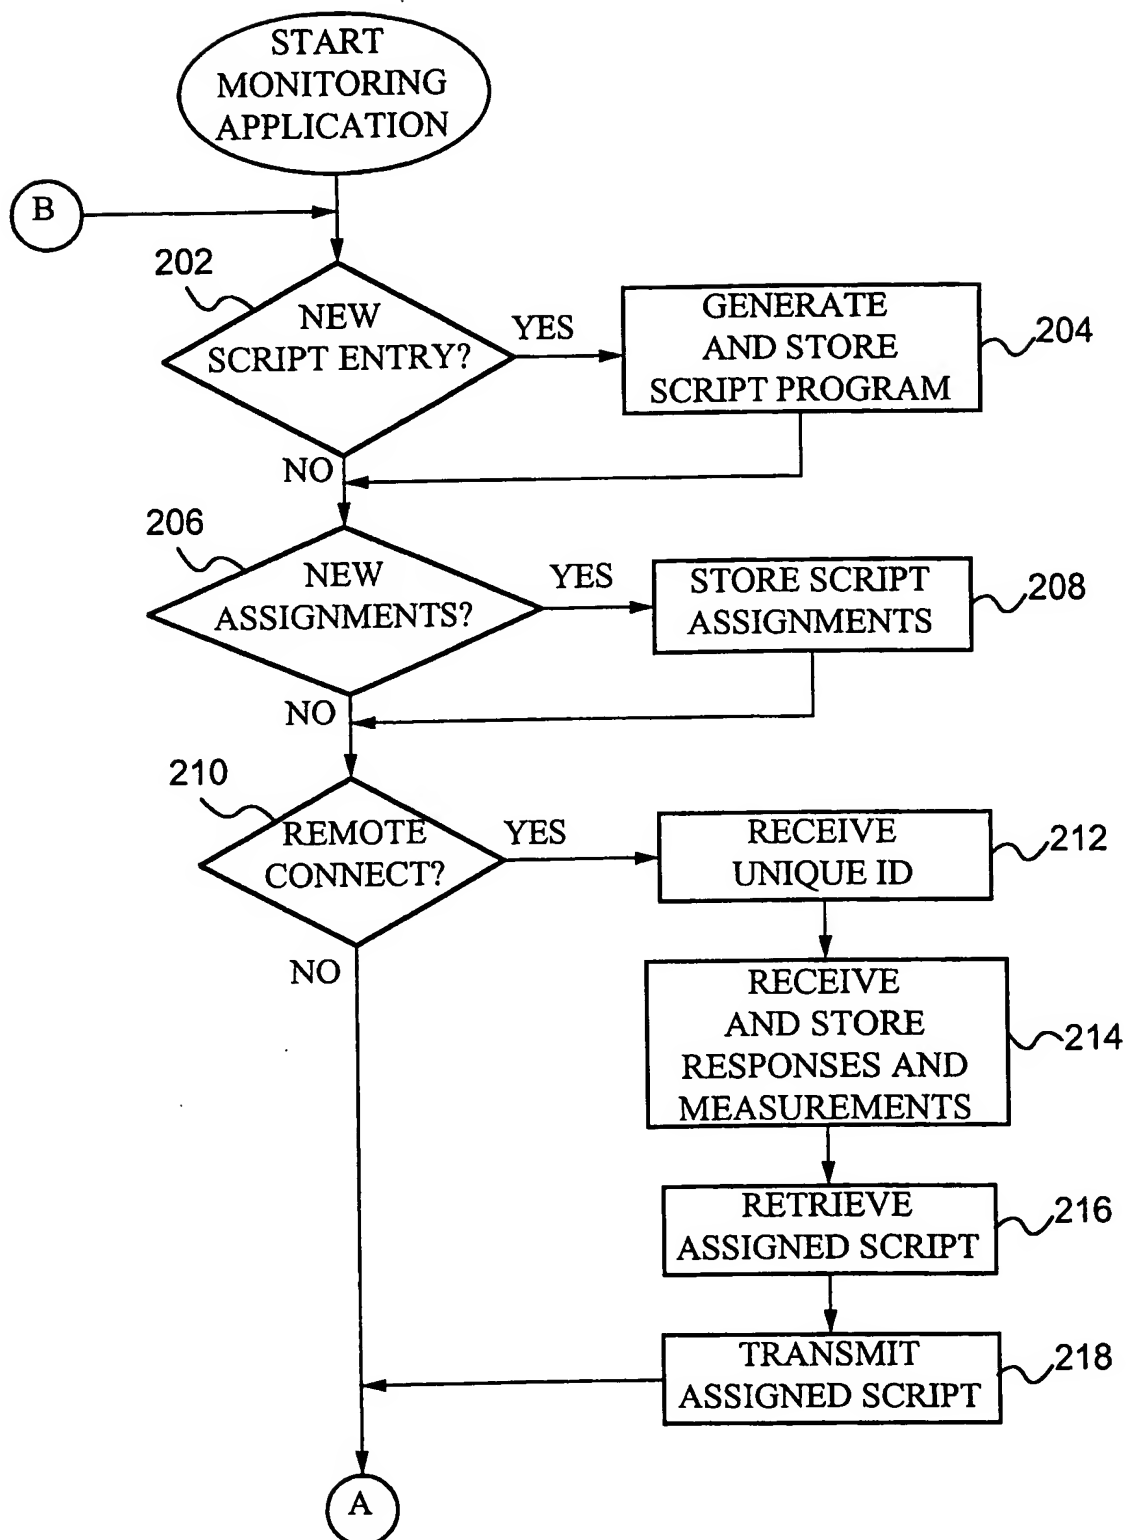 START
MONITORING
APPLICATION
B
202
NEW
SCRIPT ENTRY?
YES
GENERATE
AND STORE
SCRIPT PROGRAM
204
NO
206
NEW
ASSIGNMENTS?
YES
STORE SCRIPT
ASSIGNMENTS
208
NO
210
REMOTE
CONNECT?
YES
RECEIVE
UNIQUE ID
212
NO
RECEIVE
AND STORE
RESPONSES AND
MEASUREMENTS
214
RETRIEVE
ASSIGNED SCRIPT
216
TRANSMIT
ASSIGNED SCRIPT
218
A